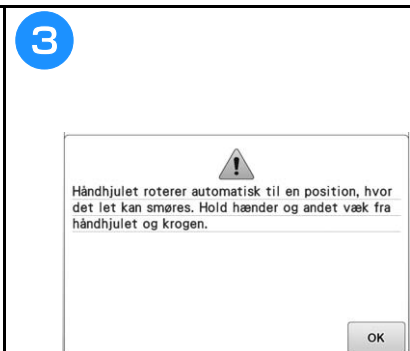 3
Håndhjulet roterer automatisk til en position, hvor
det let kan smøres. Hold hænder og andet væk fra
håndhjulet og krogen.
OK